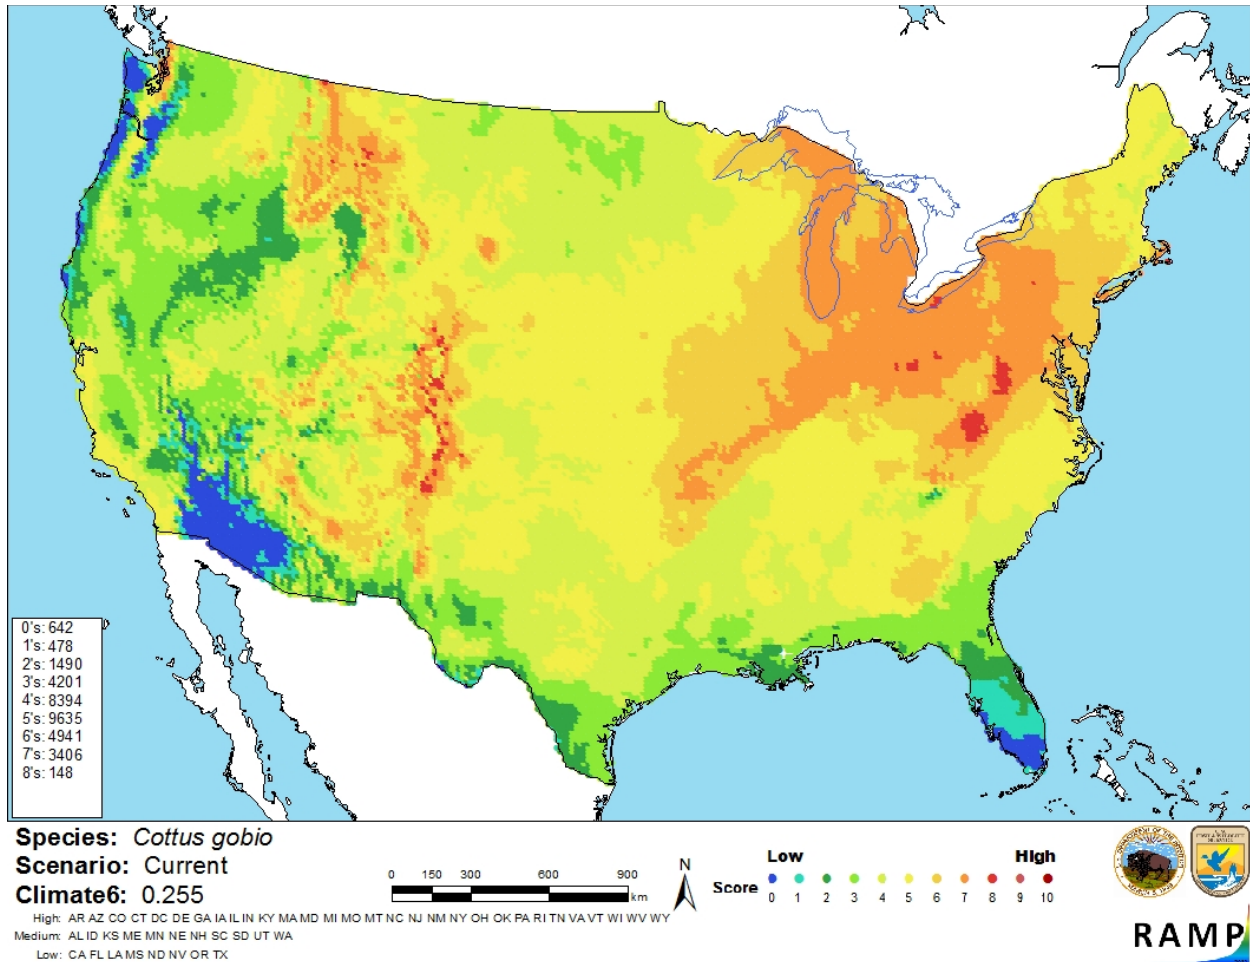 0's: 642
1's: 478
2's: 1490
3's: 4201
4's: 8394
5's: 9635
6's: 4941
7's: 3406
8's: 148
Species: Cottus gobio
Scenario: Current
Climate6: 0.255
High: AR AZ CO CT DC DE GA IA IL IN KY MA MD MI MO MT NC NJ NM NY OH OK PA RI TN VA VT WI WV WY
Medium: AL ID KS ME MN NE NH SC SD UT WA
Low: CA FL LA MS ND NV OR TX
0 150 300 600 900
km
N
Low High
Score
0 1 2 3 4 5 6 7 8 9 10
RAMP